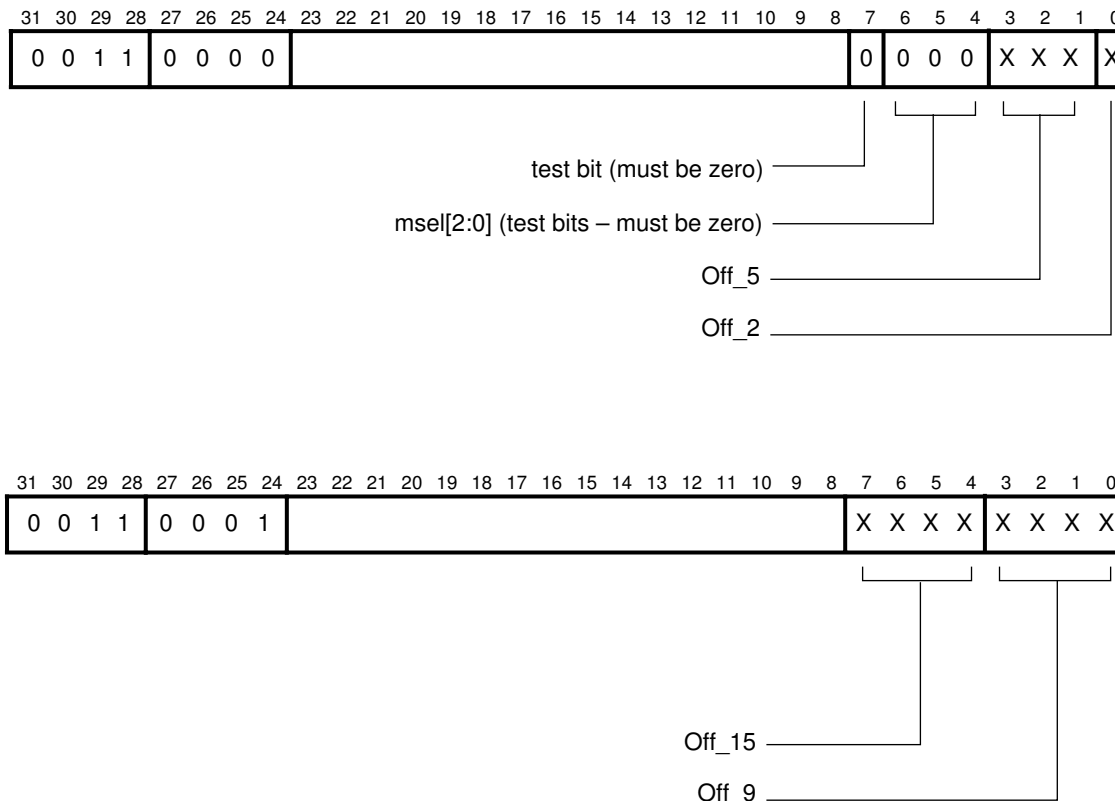 31 30 29 28 27 26 25 24 23 22 21 20 19 18 17 16 15 14 13 12 11 10 9 8 7 6 5 4 3 2 1 0
0 0 1 1 0 0 0 0 0 0 0 0 X X X X
test bit (must be zero)
msel[2:0] (test bits – must be zero)
Off_5
Off_2
31 30 29 28 27 26 25 24 23 22 21 20 19 18 17 16 15 14 13 12 11 10 9 8 7 6 5 4 3 2 1 0
0 0 1 1 0 0 0 1 X X X X X X X X
Off_15
Off_9